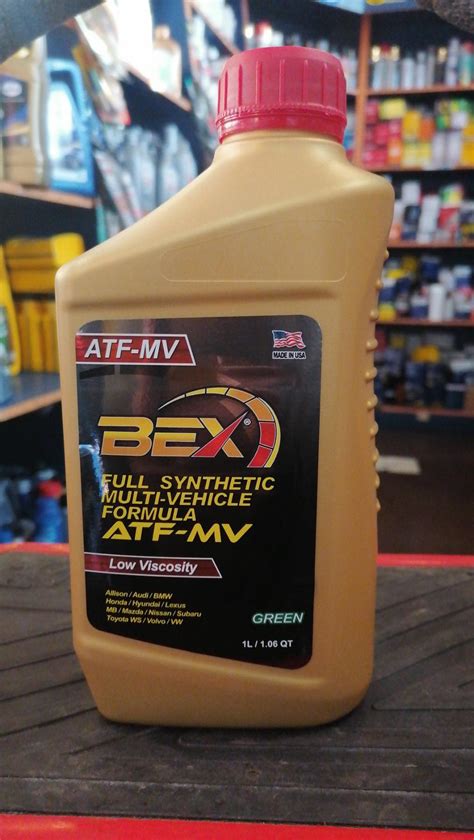 ATF-MV
MADE IN USA
BEX®
FULL SYNTHETIC
MULTI-VEHICLE
FORMULA
ATF-MV
Low Viscosity
Allison / Audi / BMW
Honda / Hyundai / Lexus
MB / Mazda / Nissan / Subaru
Toyota WS / Volvo / VW
GREEN
1L / 1.06 QT